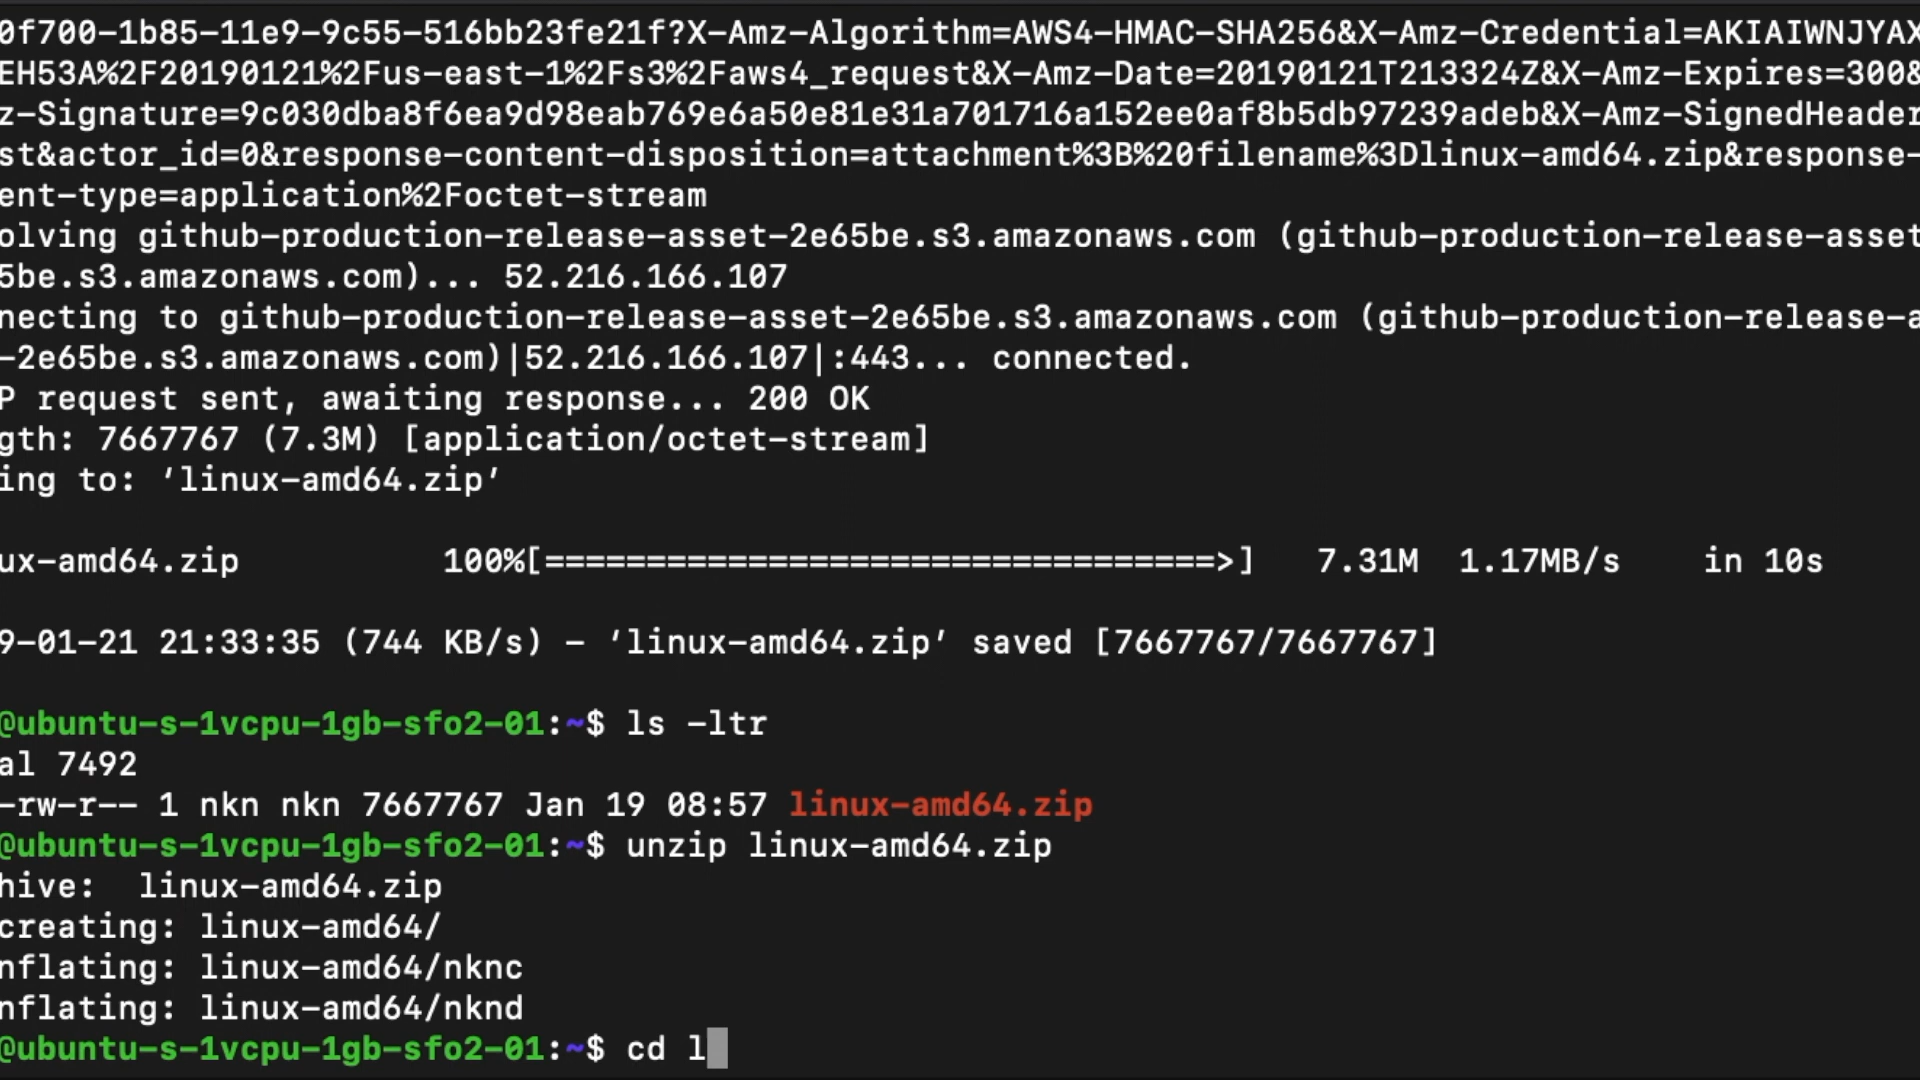 0f700-1b85-11e9-9c55-516bb23fe21f?X-Amz-Algorithm=AWS4-HMAC-SHA256&X-Amz-Credential=AKIAIWNJYAX
EH53A%2F20190121%2Fus-east-1%2Fs3%2Faws4_request&X-Amz-Date=20190121T213324Z&X-Amz-Expires=300&
z-Signature=9c030dba8f6ea9d98eab769e6a50e81e31a701716a152ee0af8b5db97239adeb&X-Amz-SignedHeader
st&actor_id=0&response-content-disposition=attachment%3B%20filename%3Dlinux-amd64.zip&response-
ent-type=application%2Foctet-stream
olving github-production-release-asset-2e65be.s3.amazonaws.com (github-production-release-asset
5be.s3.amazonaws.com)... 52.216.166.107
necting to github-production-release-asset-2e65be.s3.amazonaws.com (github-production-release-a
-2e65be.s3.amazonaws.com)|52.216.166.107|:443... connected.
P request sent, awaiting response... 200 OK
gth: 7667767 (7.3M) [application/octet-stream]
ing to: ‘linux-amd64.zip’
ux-amd64.zip 100%[=================================>] 7.31M 1.17MB/s in 10s
9-01-21 21:33:35 (744 KB/s) - ‘linux-amd64.zip’ saved [7667767/7667767]
@ubuntu-s-1vcpu-1gb-sfo2-01:~$ ls -ltr
al 7492
-rw-r-- 1 nkn nkn 7667767 Jan 19 08:57 linux-amd64.zip
@ubuntu-s-1vcpu-1gb-sfo2-01:~$ unzip linux-amd64.zip
hive: linux-amd64.zip
creating: linux-amd64/
nflating: linux-amd64/nknc
nflating: linux-amd64/nknd
@ubuntu-s-1vcpu-1gb-sfo2-01:~$ cd l